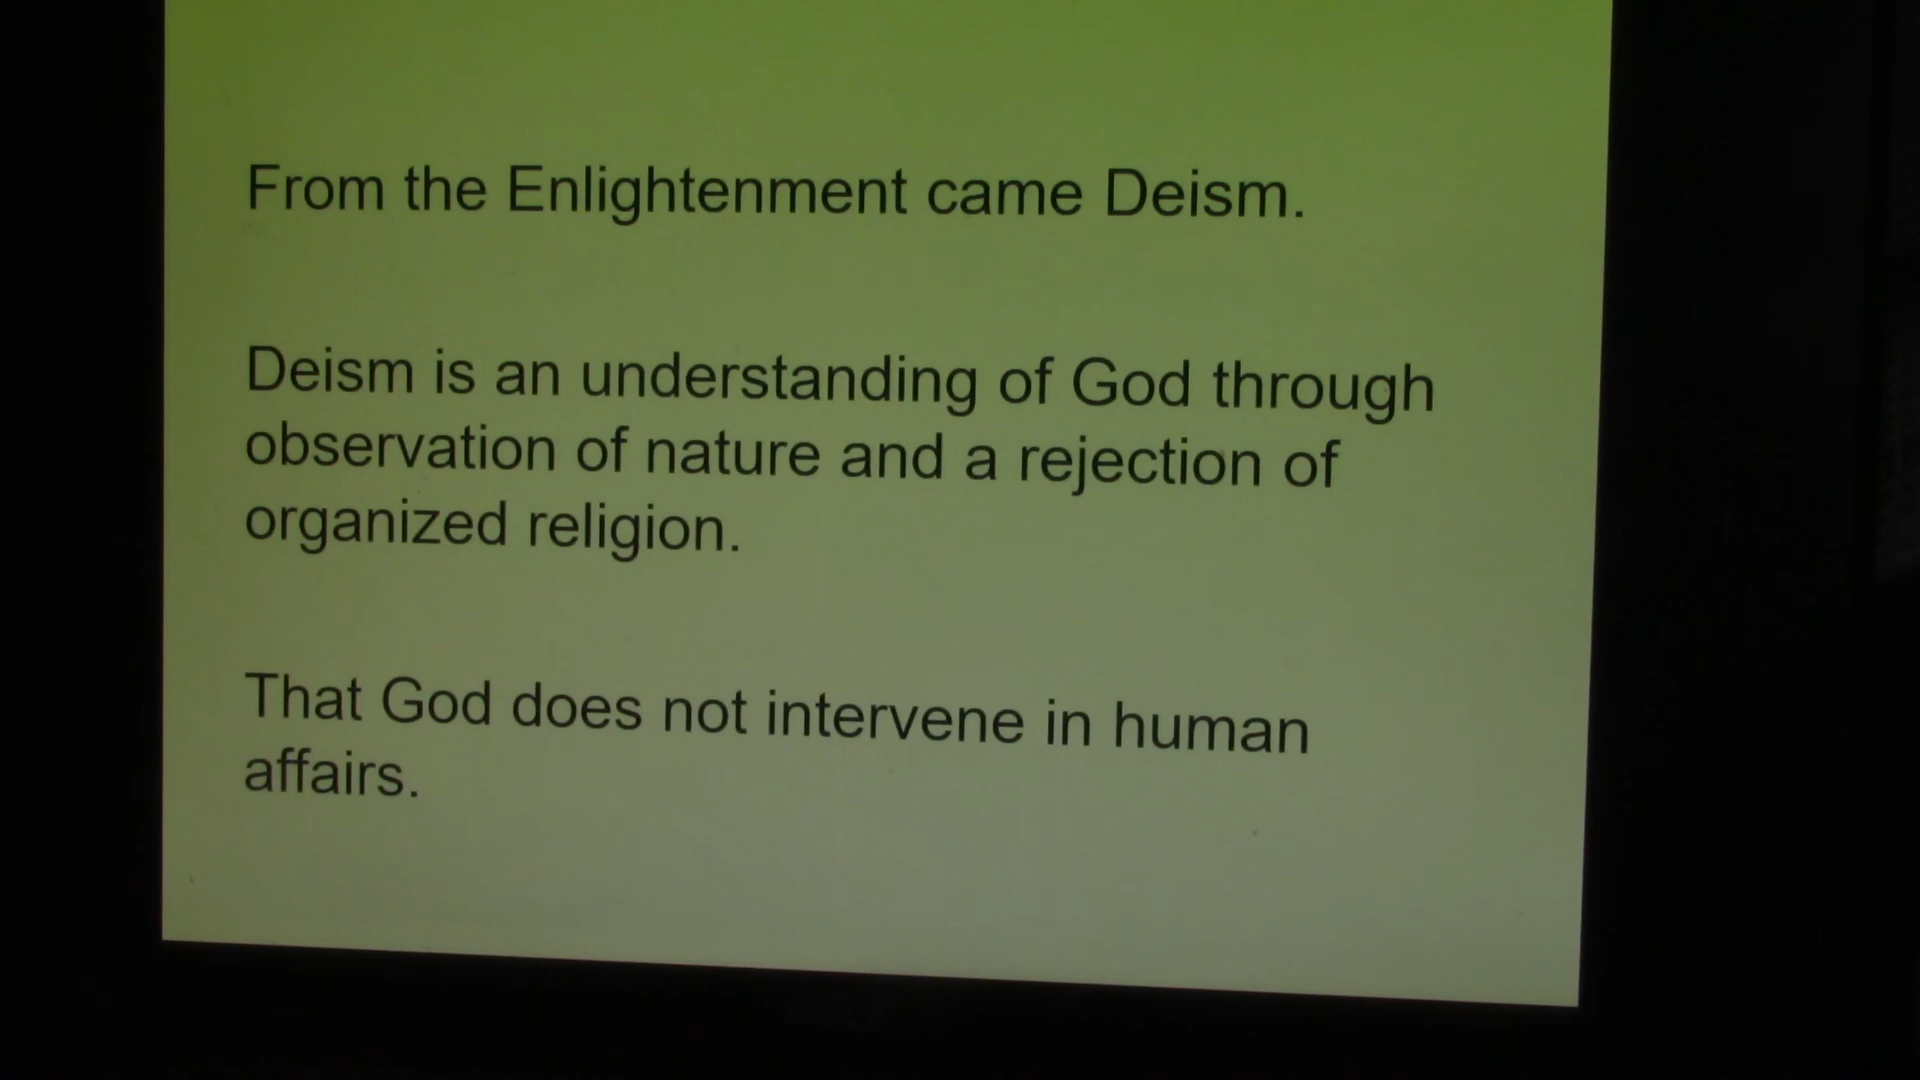 From the Enlightenment came Deism.
Deism is an understanding of God through
observation of nature and a rejection of
organized religion.
That God does not intervene in human
affairs.